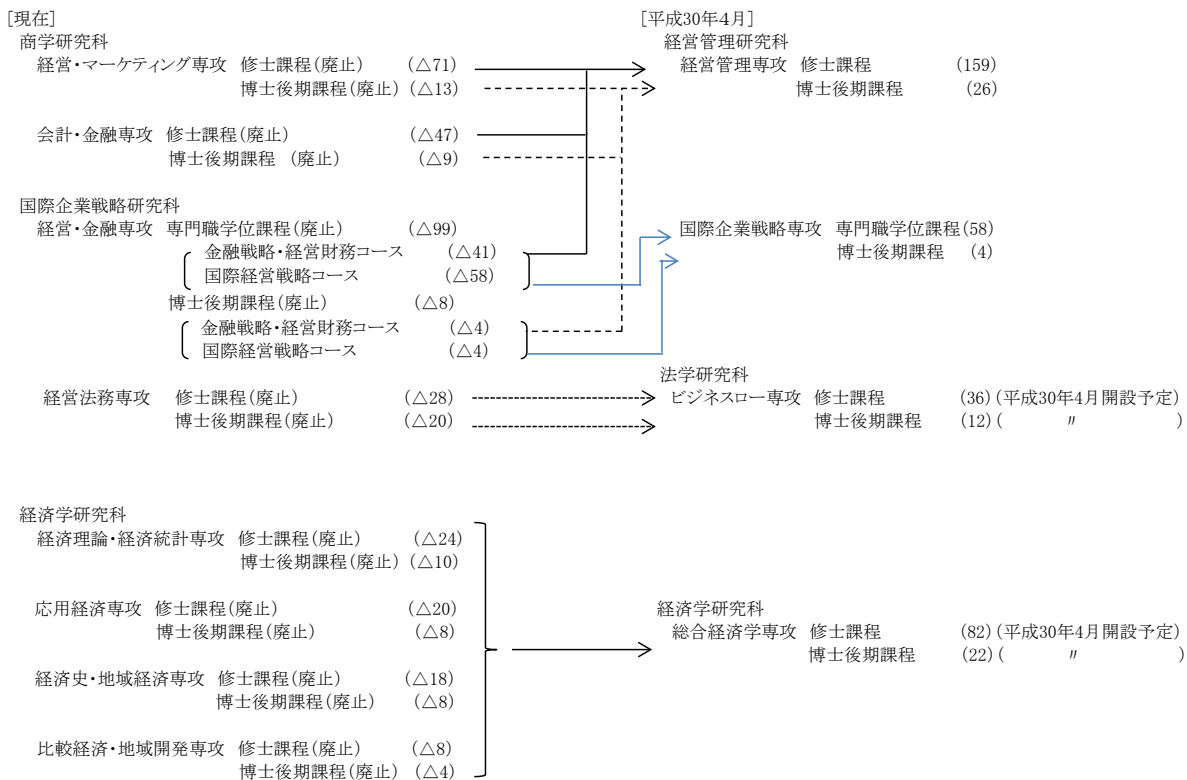 [現在] [平成30年4月]
商学研究科 経営管理研究科
経営・マーケティング専攻 修士課程(廃止) (△71) 経営管理専攻 修士課程 (159)
博士後期課程(廃止) (△13) 博士後期課程 (26)
会計・金融専攻 修士課程(廃止) (△47)
博士後期課程 (廃止) (△9)
国際企業戦略研究科
経営・金融専攻 専門職学位課程(廃止) (△99) 国際企業戦略専攻 専門職学位課程(58)
金融戦略・経営財務コース (△41) 博士後期課程 (4)
国際経営戦略コース (△58)
博士後期課程(廃止) (△8)
金融戦略・経営財務コース (△4)
国際経営戦略コース (△4)
法学研究科
経営法務専攻 修士課程(廃止) (△28) ビジネスロー専攻 修士課程 (36)(平成30年4月開設予定)
博士後期課程(廃止) (△20) 博士後期課程 (12)( 〃 )
経済学研究科
経済理論・経済統計専攻 修士課程(廃止) (△24)
博士後期課程(廃止) (△10)
応用経済専攻 修士課程(廃止) (△20) 経済学研究科
博士後期課程(廃止) (△8) 総合経済学専攻 修士課程 (82)(平成30年4月開設予定)
博士後期課程 (22)( 〃 )
経済史・地域経済専攻 修士課程(廃止) (△18)
博士後期課程(廃止) (△8)
比較経済・地域開発専攻 修士課程(廃止) (△8)
博士後期課程(廃止) (△4)